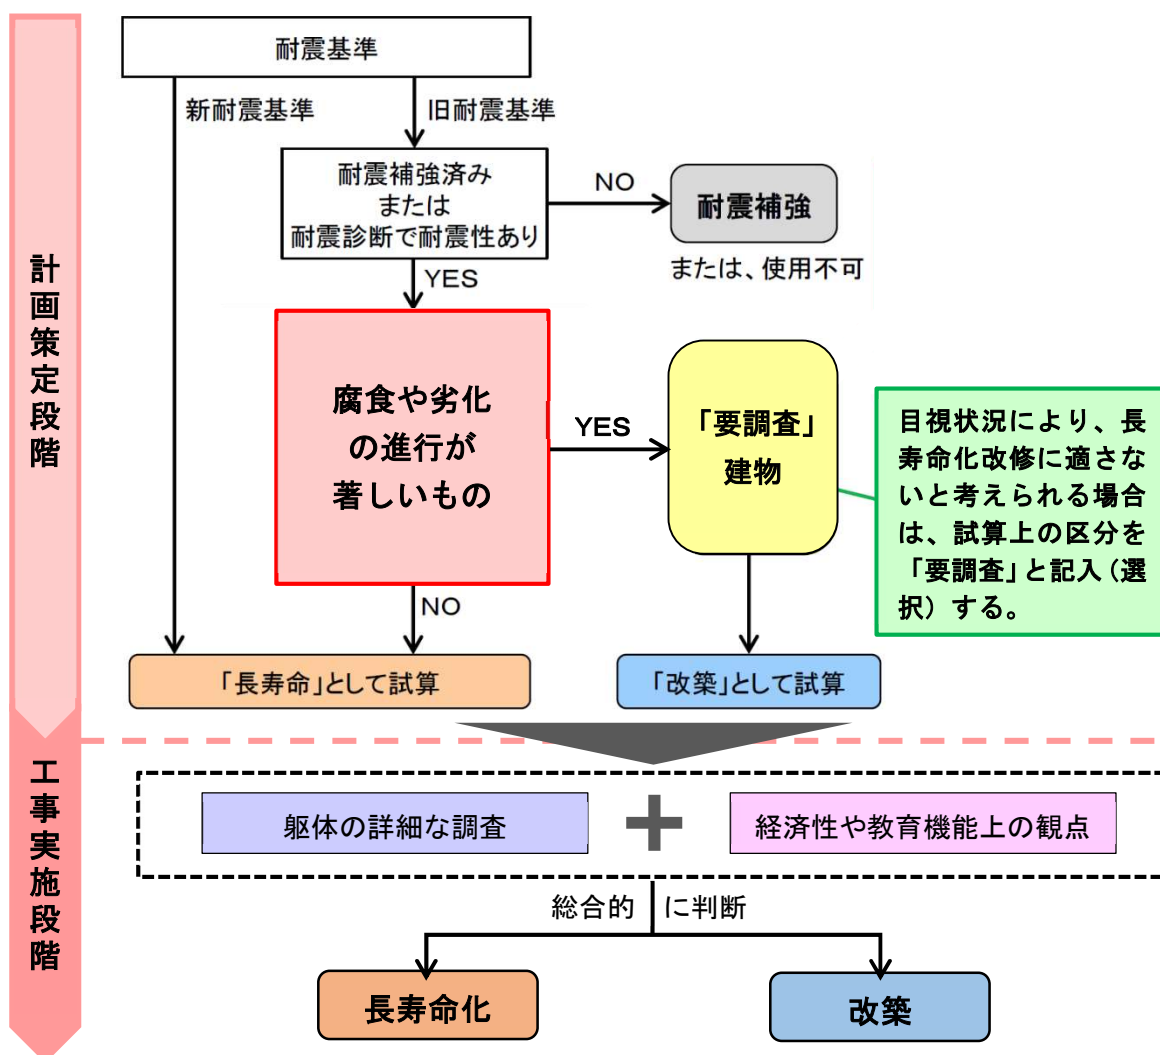 耐震基準
新耐震基準
旧耐震基準
耐震補強済み
または
耐震診断で耐震性あり
NO
耐震補強
または、使用不可
YES
計画策定段階
腐食や劣化
の進行が
著しいもの
YES
「要調査」
建物
目視状況により、長
寿命化改修に適さな
いと考えられる場合
は、試算上の区分を
「要調査」と記入（選
択）する。
NO
「長寿命」として試算
「改築」として試算
工事実施段階
躯体の詳細な調査
＋
経済性や教育機能上の観点
総合的に判断
長寿命化
改築